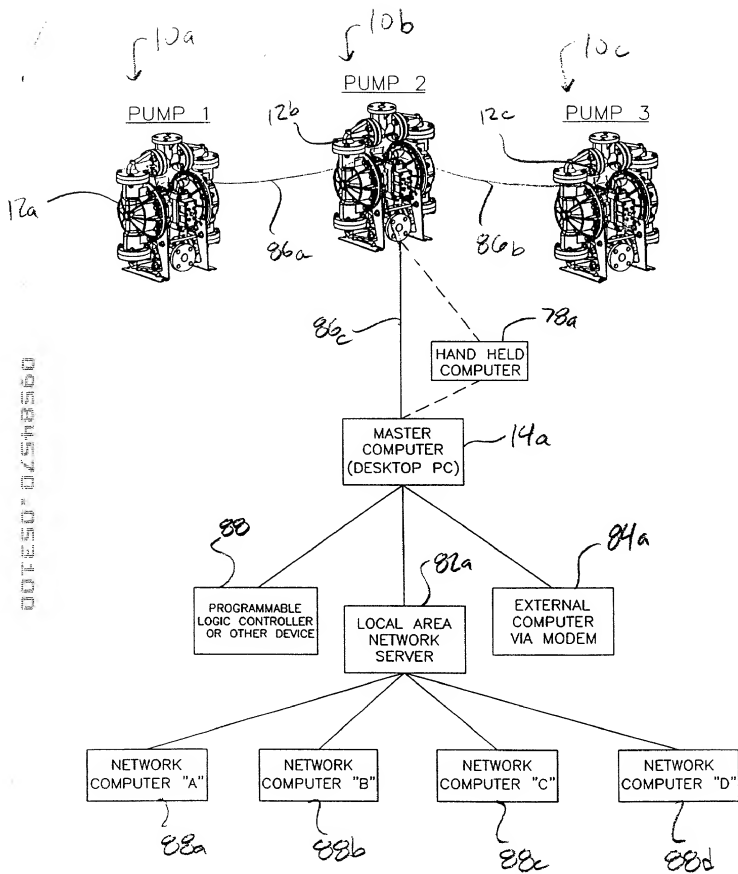 10a
10b
10c
PUMP 1
PUMP 2
PUMP 3
12a
12b
12c
86a
86b
86c
78a
HAND HELD
COMPUTER
MASTER
COMPUTER
(DESKTOP PC)
14a
88
82a
84a
PROGRAMMABLE
LOGIC CONTROLLER
OR OTHER DEVICE
LOCAL AREA
NETWORK
SERVER
EXTERNAL
COMPUTER
VIA MODEM
NETWORK
COMPUTER "A"
NETWORK
COMPUTER "B"
NETWORK
COMPUTER "C"
NETWORK
COMPUTER "D"
88a
88b
88c
88d
09584570.053100